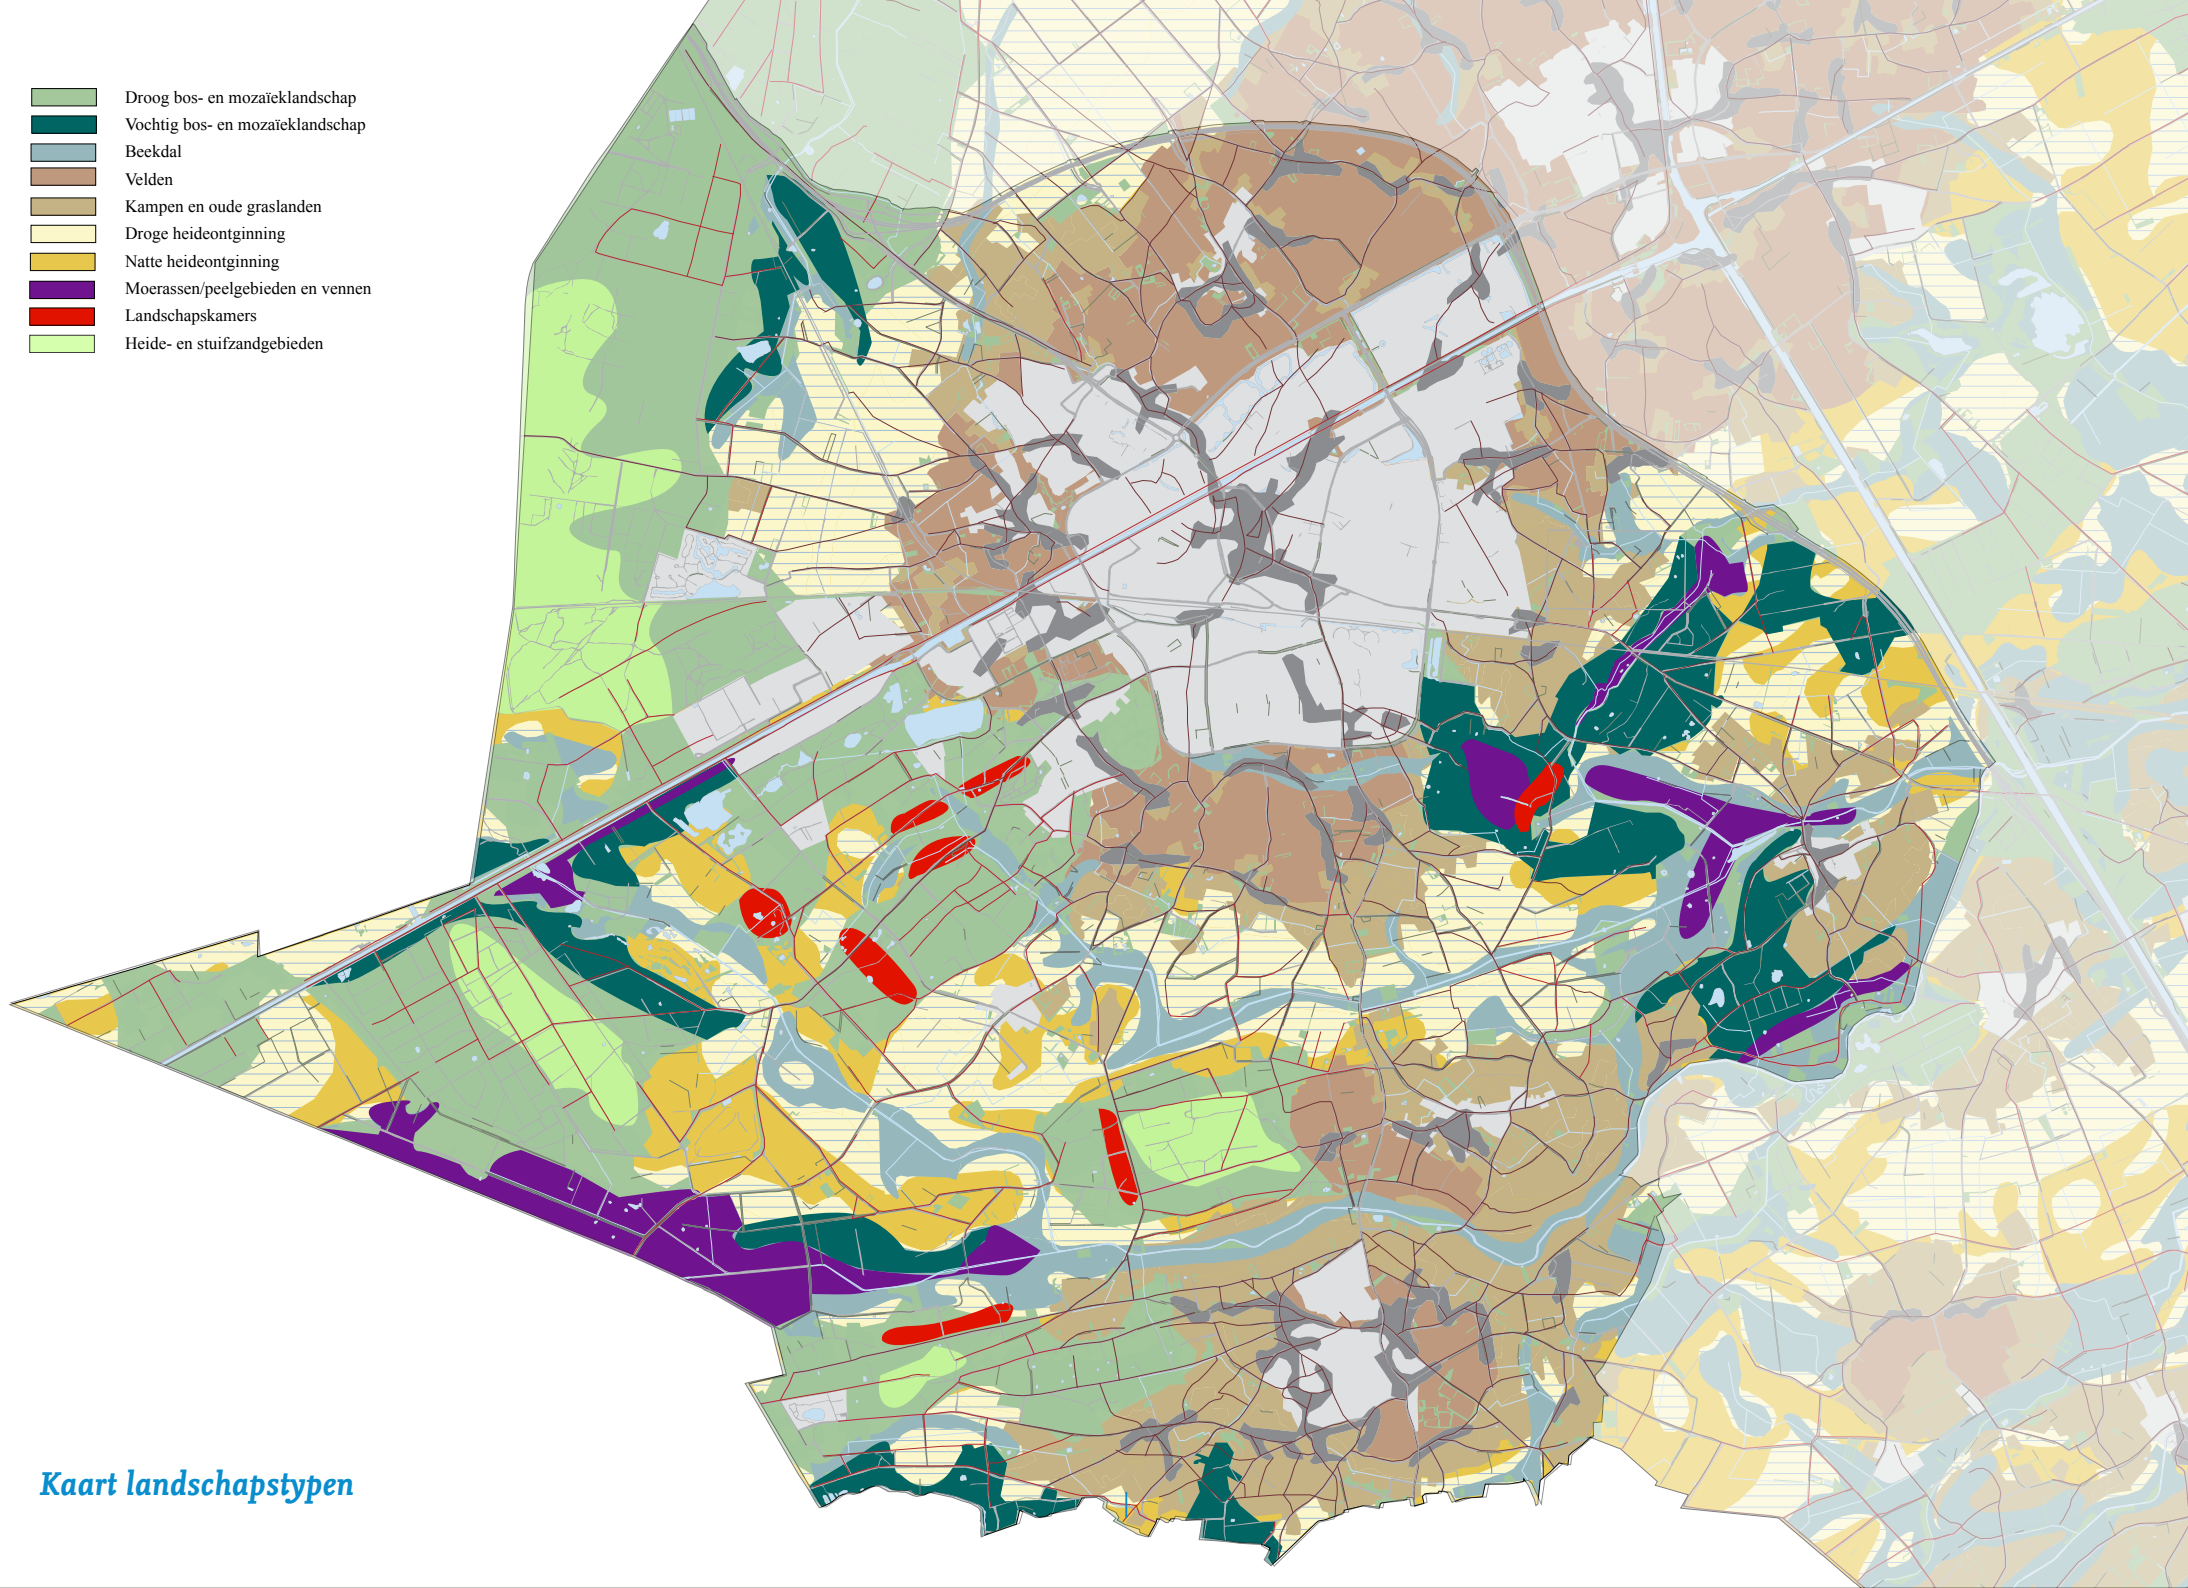 Droog bos- en mozaïeklandschap
Vochtig bos- en mozaïeklandschap
Beekdal
Velden
Kampen en oude graslanden
Droge heideontginning
Natte heideontginning
Moerassen/peelgebieden en vennen
Landschapskamers
Heide- en stuifzandgebieden
Kaart landschapstypen